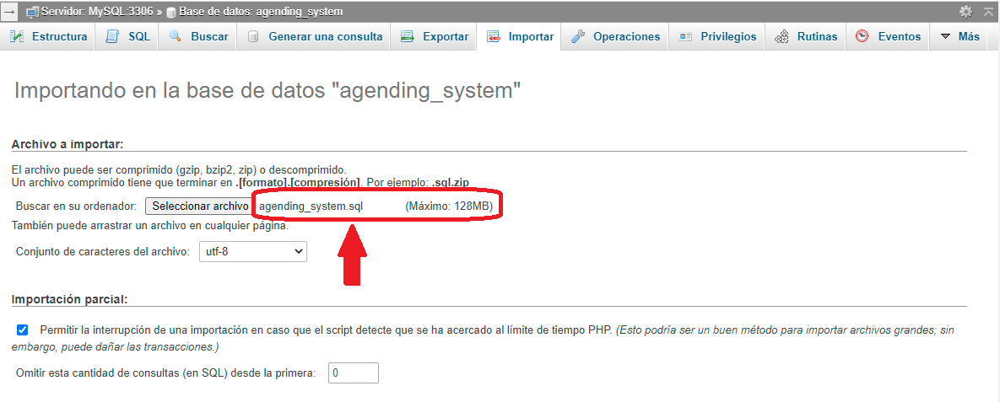 Servidor: MySQL:3306 » Base de datos: agending_system
Estructura SQL Buscar Generar una consulta Exportar Importar Operaciones Privilegios Rutinas Eventos Más
Importando en la base de datos "agending_system"
Archivo a importar:
El archivo puede ser comprimido (gzip, bzip2, zip) o descomprimido.
Un archivo comprimido tiene que terminar en .[formato].[compresión]. Por ejemplo: .sql.zip
Buscar en su ordenador: Seleccionar archivo agending_system.sql (Máximo: 128MB)
También puede arrastrar un archivo en cualquier página.
Conjunto de caracteres del archivo: utf-8
Importación parcial:
Permitir la interrupción de una importación en caso que el script detecte que se ha acercado al límite de tiempo PHP. (Esto podría ser un buen método para importar archivos grandes; sin
embargo, puede dañar las transacciones.)
Omitir esta cantidad de consultas (en SQL) desde la primera: 0